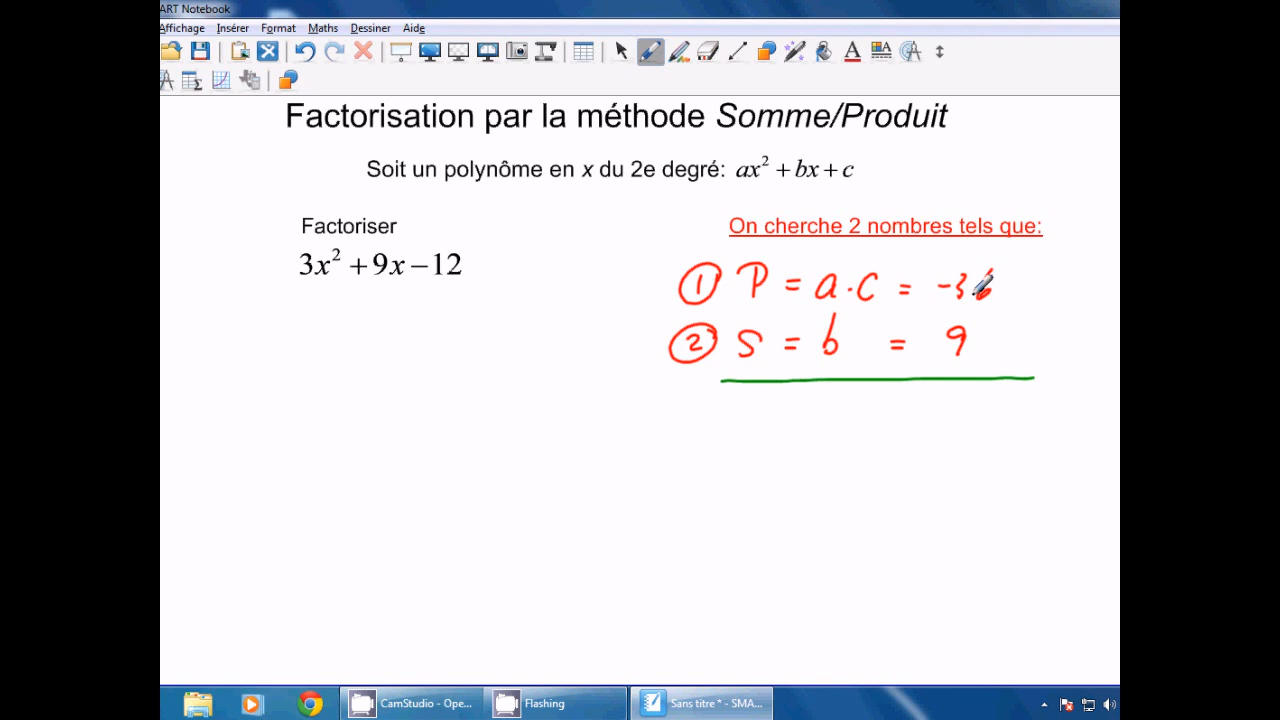 ART Notebook
Affichage Insérer Format Maths Dessiner Aide
Factorisation par la méthode Somme/Produit
Soit un polynôme en x du 2e degré: ax² + bx + c
Factoriser
On cherche 2 nombres tels que:
3x² + 9x − 12
① P = a · c = -36
② S = b = 9
CamStudio - Ope...
Flashing
Sans titre * - SMA...